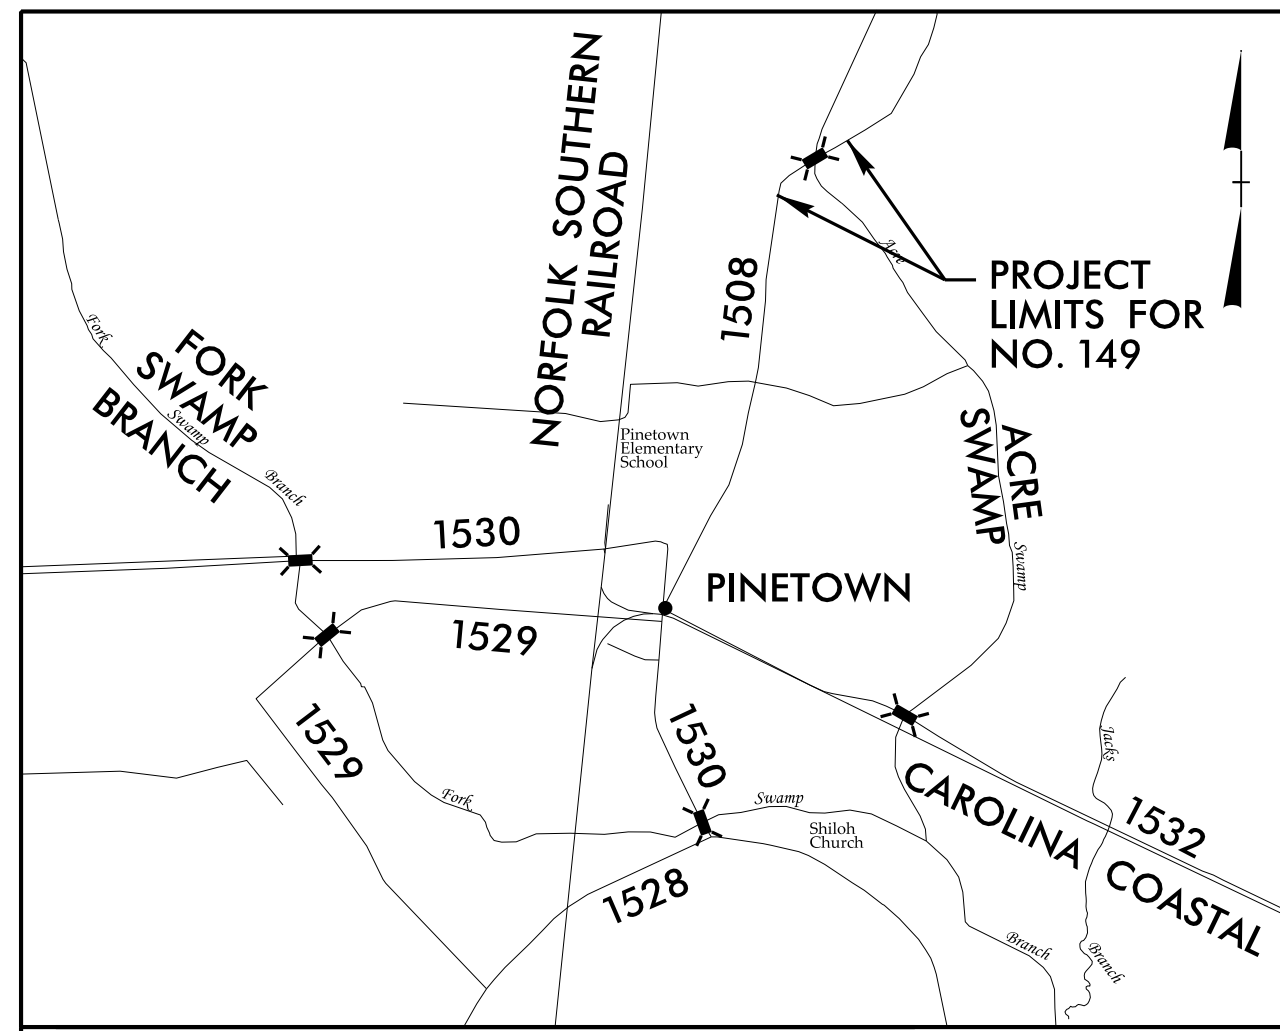 NORFOLK SOUTHERN
RAILROAD
1508
Acre
PROJECT
LIMITS FOR
NO. 149
Fork
FORK
SWAMP
BRANCH
Swamp
Branch
Pinetown
Elementary
School
ACRE
SWAMP
Swamp
1530
PINETOWN
1529
1529
1530
Jacks
Fork
Swamp
Shiloh
Church
CAROLINA COASTAL
1532
1528
Branch
Branch